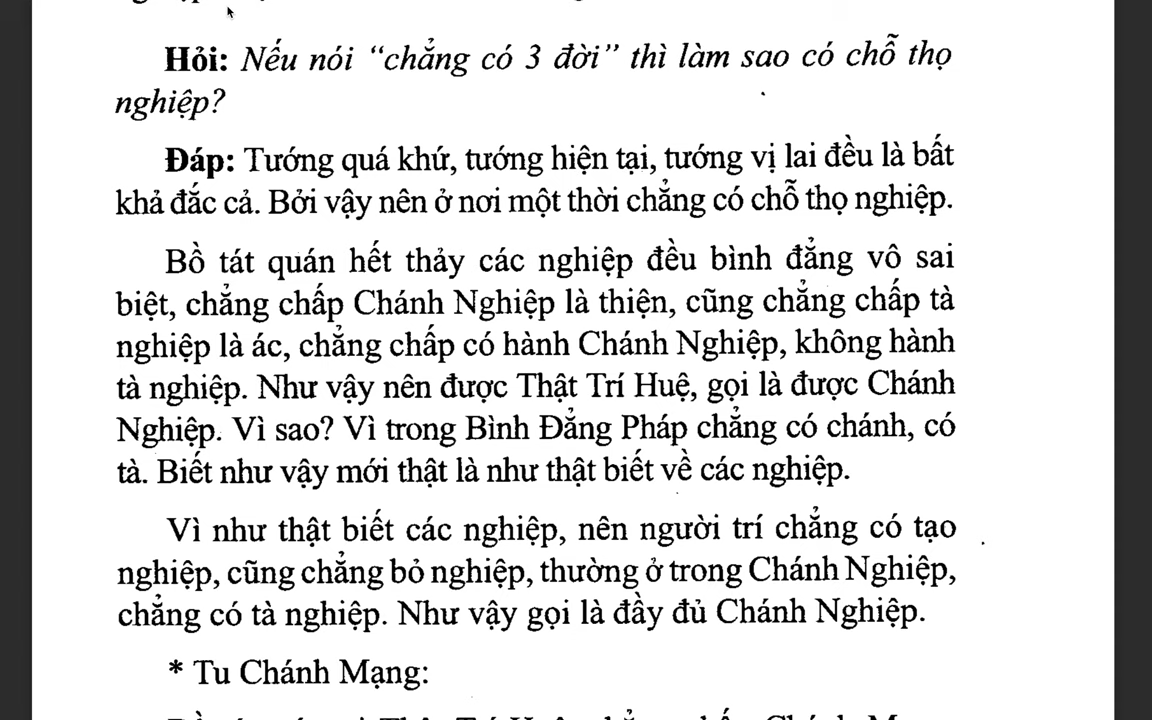 Hỏi: Nếu nói “chẳng có 3 đời” thì làm sao có chỗ thọ
nghiệp?
Đáp: Tướng quá khứ, tướng hiện tại, tướng vị lai đều là bất
khả đắc cả. Bởi vậy nên ở nơi một thời chẳng có chỗ thọ nghiệp.
Bồ tát quán hết thảy các nghiệp đều bình đẳng vô sai
biệt, chẳng chấp Chánh Nghiệp là thiện, cũng chẳng chấp tà
nghiệp là ác, chẳng chấp có hành Chánh Nghiệp, không hành
tà nghiệp. Như vậy nên được Thật Trí Huệ, gọi là được Chánh
Nghiệp. Vì sao? Vì trong Bình Đẳng Pháp chẳng có chánh, có
tà. Biết như vậy mới thật là như thật biết về các nghiệp.
Vì như thật biết các nghiệp, nên người trí chẳng có tạo
nghiệp, cũng chẳng bỏ nghiệp, thường ở trong Chánh Nghiệp,
chẳng có tà nghiệp. Như vậy gọi là đầy đủ Chánh Nghiệp.
* Tu Chánh Mạng: